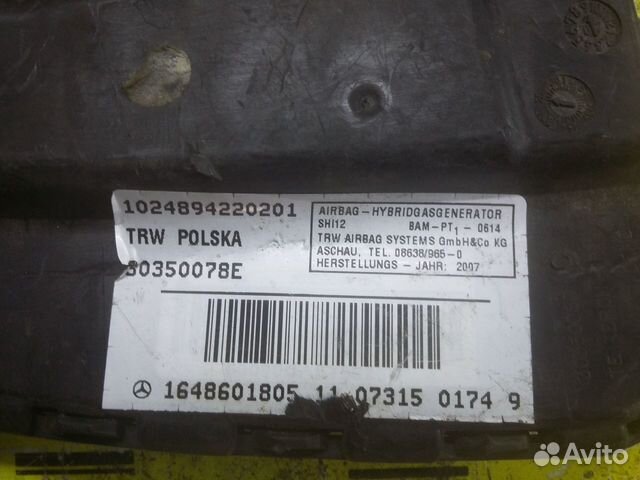 1024894220201
TRW POLSKA
30350078E
AIRBAG - HYBRIDGASGENERATOR
SHI12 BAM-PT1 - 0614
TRW AIRBAG SYSTEMS GmbH&Co KG
ASCHAU, TEL. 08638/965-0
HERSTELLUNGS - JAHR: 2007
1648601805 11 07315 0174 9
Avito